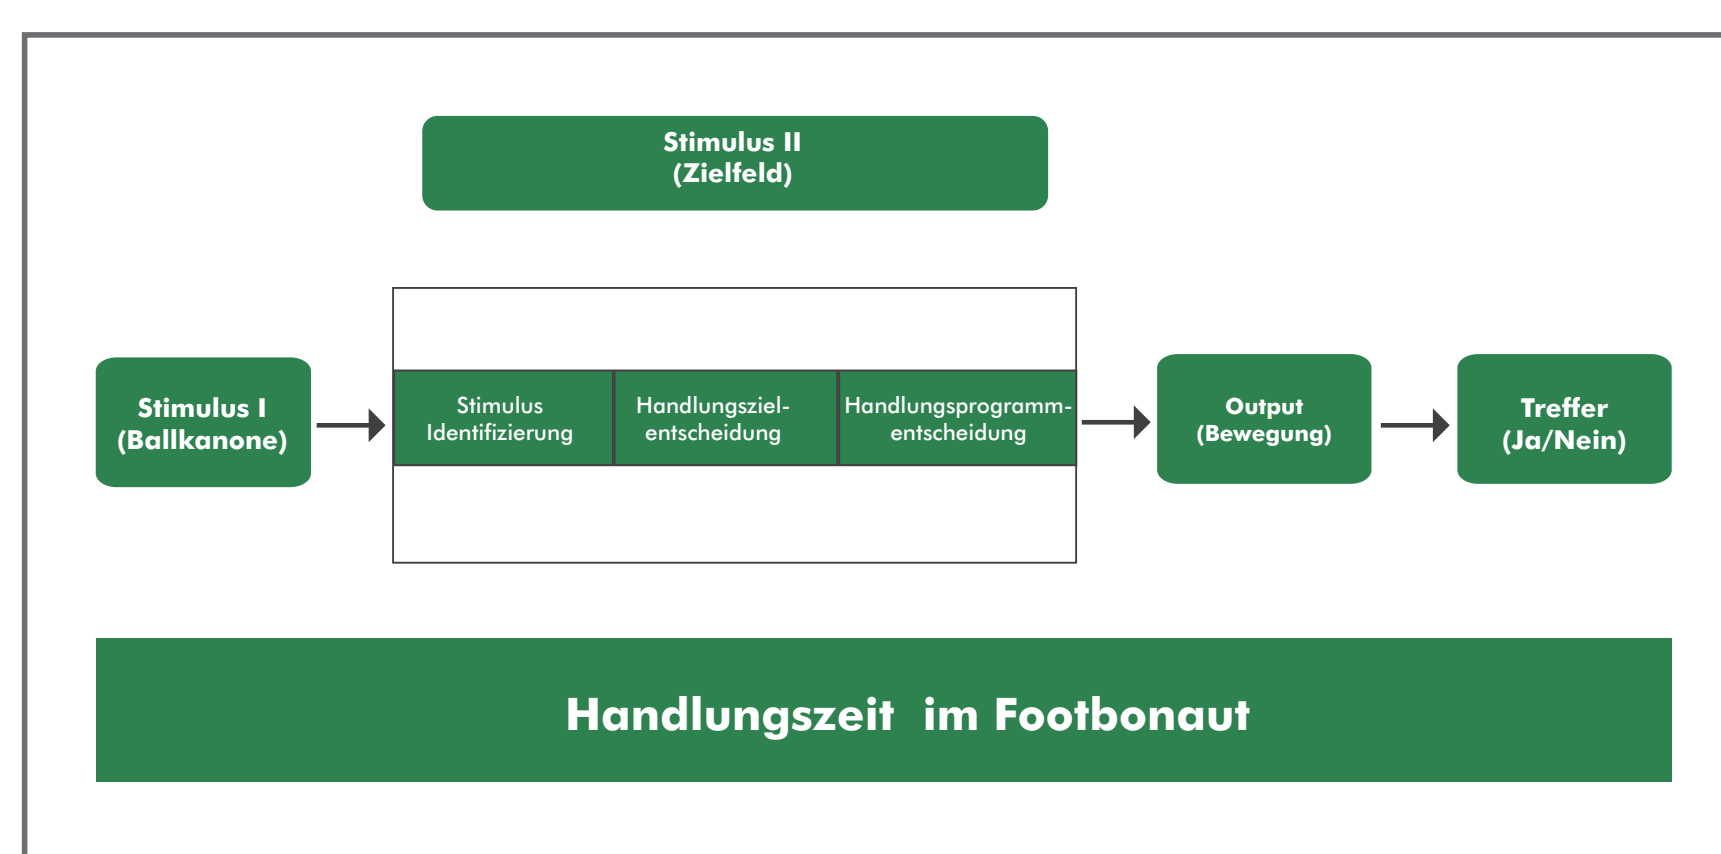 Stimulus II
(Zielfeld)
Stimulus I
(Ballkanone)
Stimulus
Identifizierung
Handlungsziel-
entscheidung
Handlungsprogramm-
entscheidung
Output
(Bewegung)
Treffer
(Ja/Nein)
Handlungszeit im Footbonaut